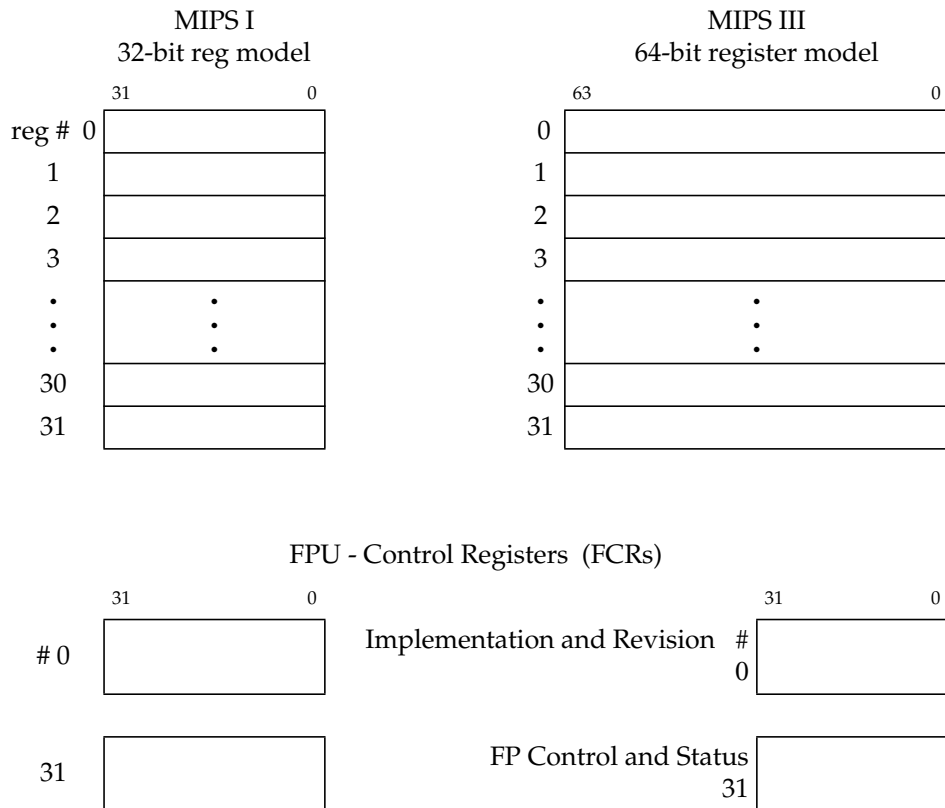 MIPS I
32-bit reg model
MIPS III
64-bit register model
31 0
63 0
reg # 0
0
1
1
2
2
3
3
30
30
31
31
FPU - Control Registers (FCRs)
31 0
31 0
# 0
Implementation and Revision #
0
31
FP Control and Status
31